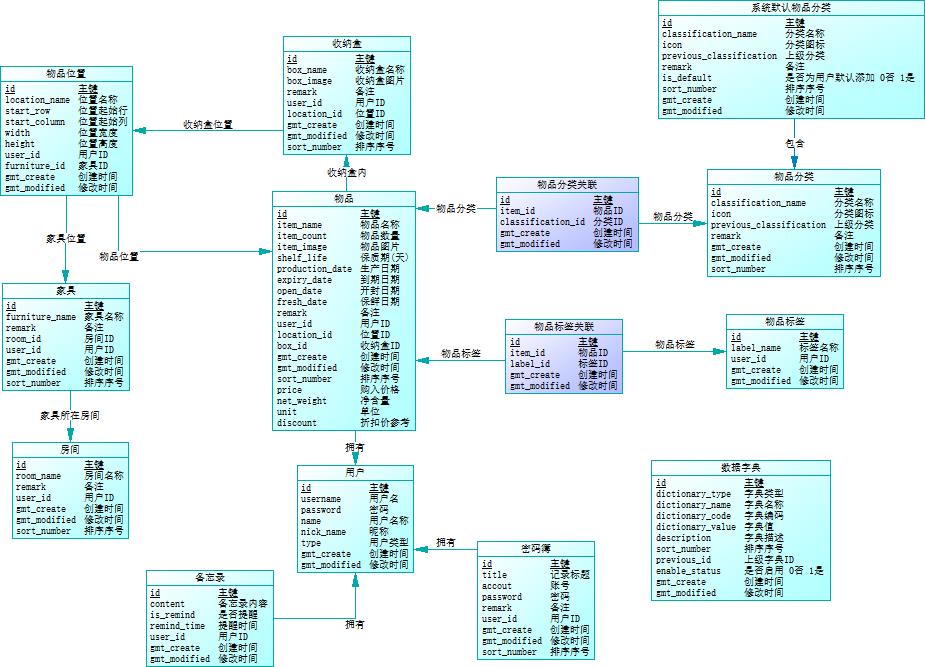 系统默认物品分类
id 主键
classification_name 分类名称
icon 分类图标
previous_classification 上级分类
remark 备注
is_default 是否为用户默认添加 0否 1是
sort_number 排序序号
gmt_create 创建时间
gmt_modified 修改时间
收纳盒
id 主键
box_name 收纳盒名称
box_image 收纳盒图片
remark 备注
user_id 用户ID
location_id 位置ID
gmt_create 创建时间
gmt_modified 修改时间
sort_number 排序序号
物品位置
id 主键
location_name 位置名称
start_row 位置起始行
start_column 位置起始列
width 位置宽度
height 位置高度
user_id 用户ID
furniture_id 家具ID
gmt_create 创建时间
gmt_modified 修改时间
收纳盒位置
包含
收纳盒内
物品分类关联
id 主键
item_id 物品ID
classification_id 分类ID
gmt_create 创建时间
gmt_modified 修改时间
物品分类
物品分类
物品分类
id 主键
classification_name 分类名称
icon 分类图标
previous_classification 上级分类
remark 备注
gmt_create 创建时间
gmt_modified 修改时间
sort_number 排序序号
物品
id 主键
item_name 物品名称
item_count 物品数量
item_image 物品图片
shelf_life 保质期(天)
production_date 生产日期
expiry_date 到期日期
open_date 开封日期
fresh_date 保鲜日期
remark 备注
user_id 用户ID
location_id 位置ID
box_id 收纳盒ID
gmt_create 创建时间
gmt_modified 修改时间
sort_number 排序序号
price 购入价格
net_weight 净含量
unit 单位
discount 折扣价参考
家具位置
物品位置
家具
id 主键
furniture_name 家具名称
remark 备注
room_id 房间ID
user_id 用户ID
gmt_create 创建时间
gmt_modified 修改时间
sort_number 排序序号
物品标签关联
id 主键
item_id 物品ID
label_id 标签ID
gmt_create 创建时间
gmt_modified 修改时间
物品标签
物品标签
物品标签
id 主键
label_name 标签名称
user_id 用户ID
gmt_create 创建时间
gmt_modified 修改时间
家具所在房间
房间
id 主键
room_name 房间名称
remark 备注
user_id 用户ID
gmt_create 创建时间
gmt_modified 修改时间
sort_number 排序序号
拥有
用户
id 主键
username 用户名
password 密码
name 用户名称
nick_name 昵称
type 用户类型
gmt_create 创建时间
gmt_modified 修改时间
数据字典
id 主键
dictionary_type 字典类型
dictionary_name 字典名称
dictionary_code 字典编码
dictionary_value 字典值
description 字典描述
sort_number 排序序号
previous_id 上级字典ID
enable_status 是否启用 0否 1是
gmt_create 创建时间
gmt_modified 修改时间
拥有
密码簿
id 主键
title 记录标题
accout 账号
password 密码
remark 备注
user_id 用户ID
gmt_create 创建时间
gmt_modified 修改时间
sort_number 排序序号
备忘录
id 主键
content 备忘录内容
is_remind 是否提醒
remind_time 提醒时间
user_id 用户ID
gmt_create 创建时间
gmt_modified 修改时间
拥有